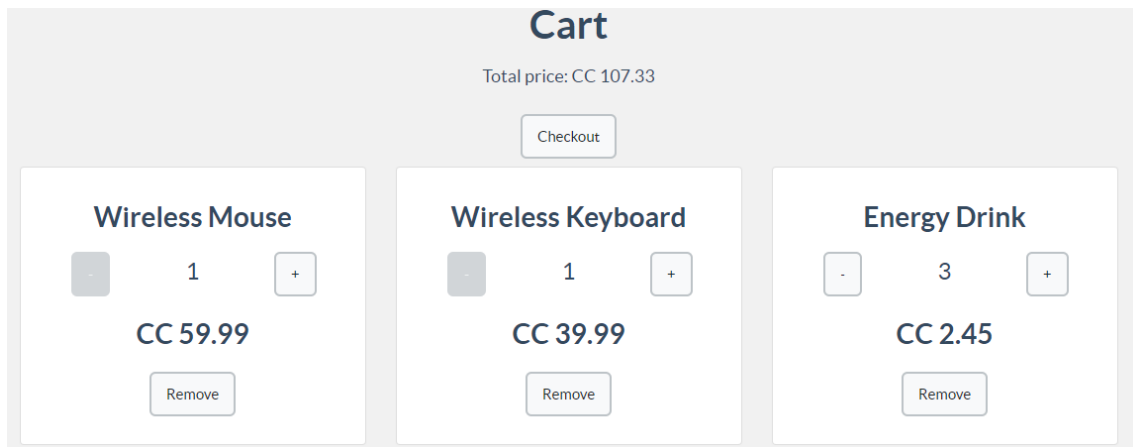 Cart
Total price: CC 107.33
Checkout
Wireless Mouse
- 1 +
CC 59.99
Remove
Wireless Keyboard
- 1 +
CC 39.99
Remove
Energy Drink
- 3 +
CC 2.45
Remove